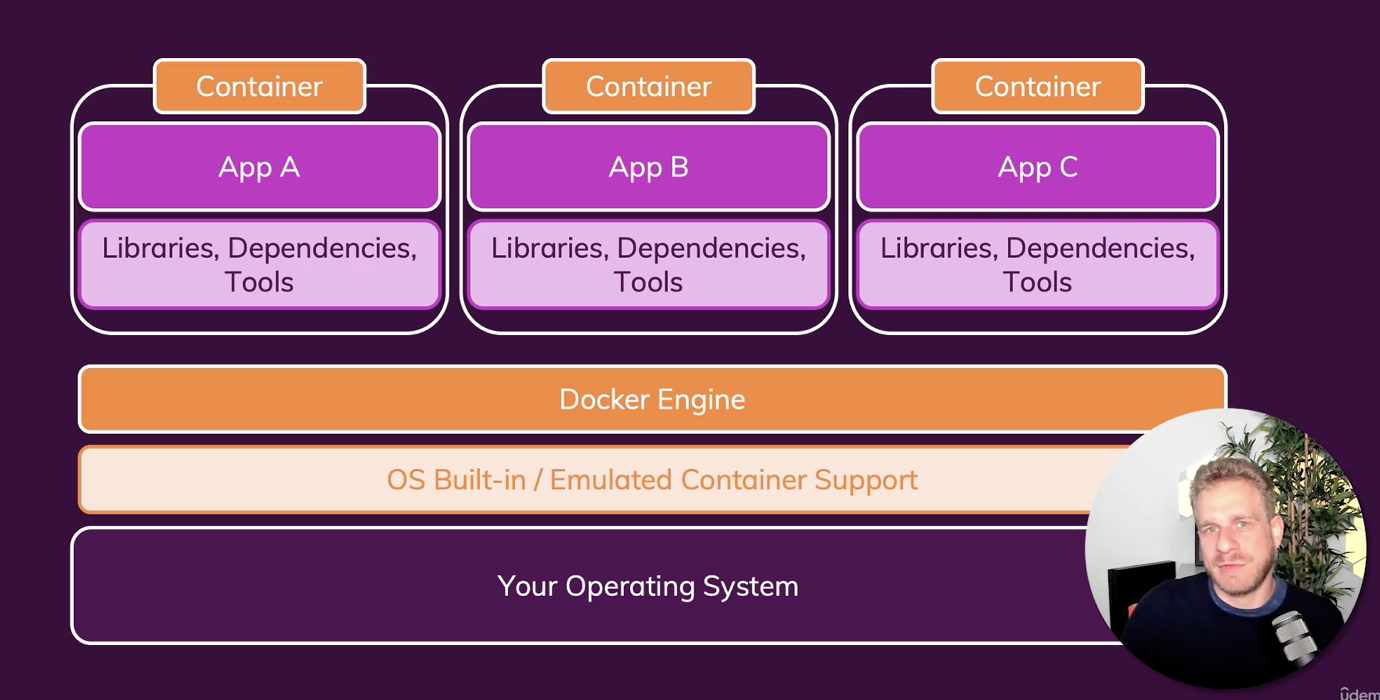 Container
Container
Container
App A
App B
App C
Libraries, Dependencies,
Tools
Libraries, Dependencies,
Tools
Libraries, Dependencies,
Tools
Docker Engine
OS Built-in / Emulated Container Support
Your Operating System
ûdem